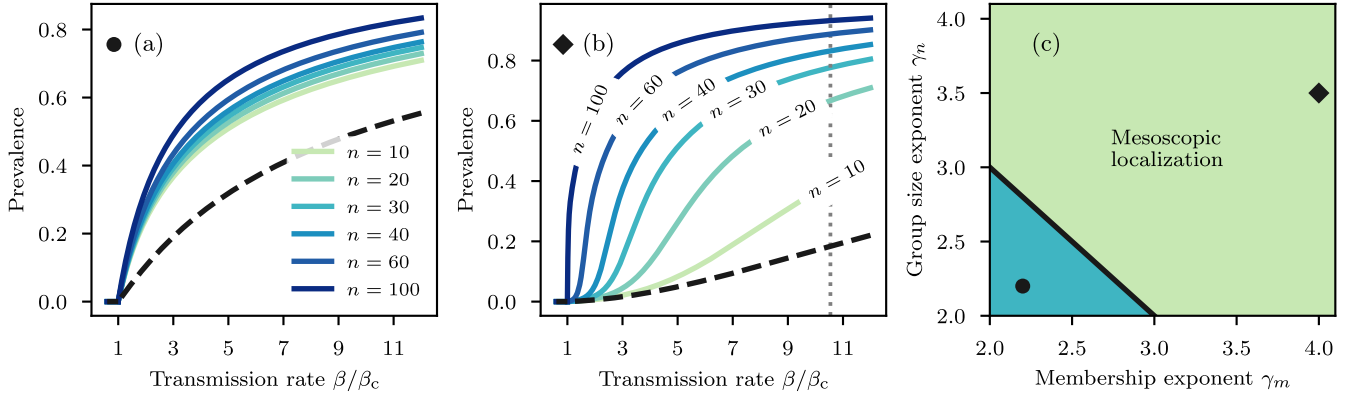 (a)
Prevalence
0.8
0.6
0.4
0.2
0.0
n = 10
n = 20
n = 30
n = 40
n = 60
n = 100
1 3 5 7 9 11
Transmission rate β/β_c
(b)
Prevalence
0.8
0.6
0.4
0.2
0.0
n = 100
n = 60
n = 40
n = 30
n = 20
n = 10
1 3 5 7 9 11
Transmission rate β/β_c
(c)
Group size exponent γ_n
4.0
3.5
3.0
2.5
2.0
Mesoscopic
localization
2.0 2.5 3.0 3.5 4.0
Membership exponent γ_m